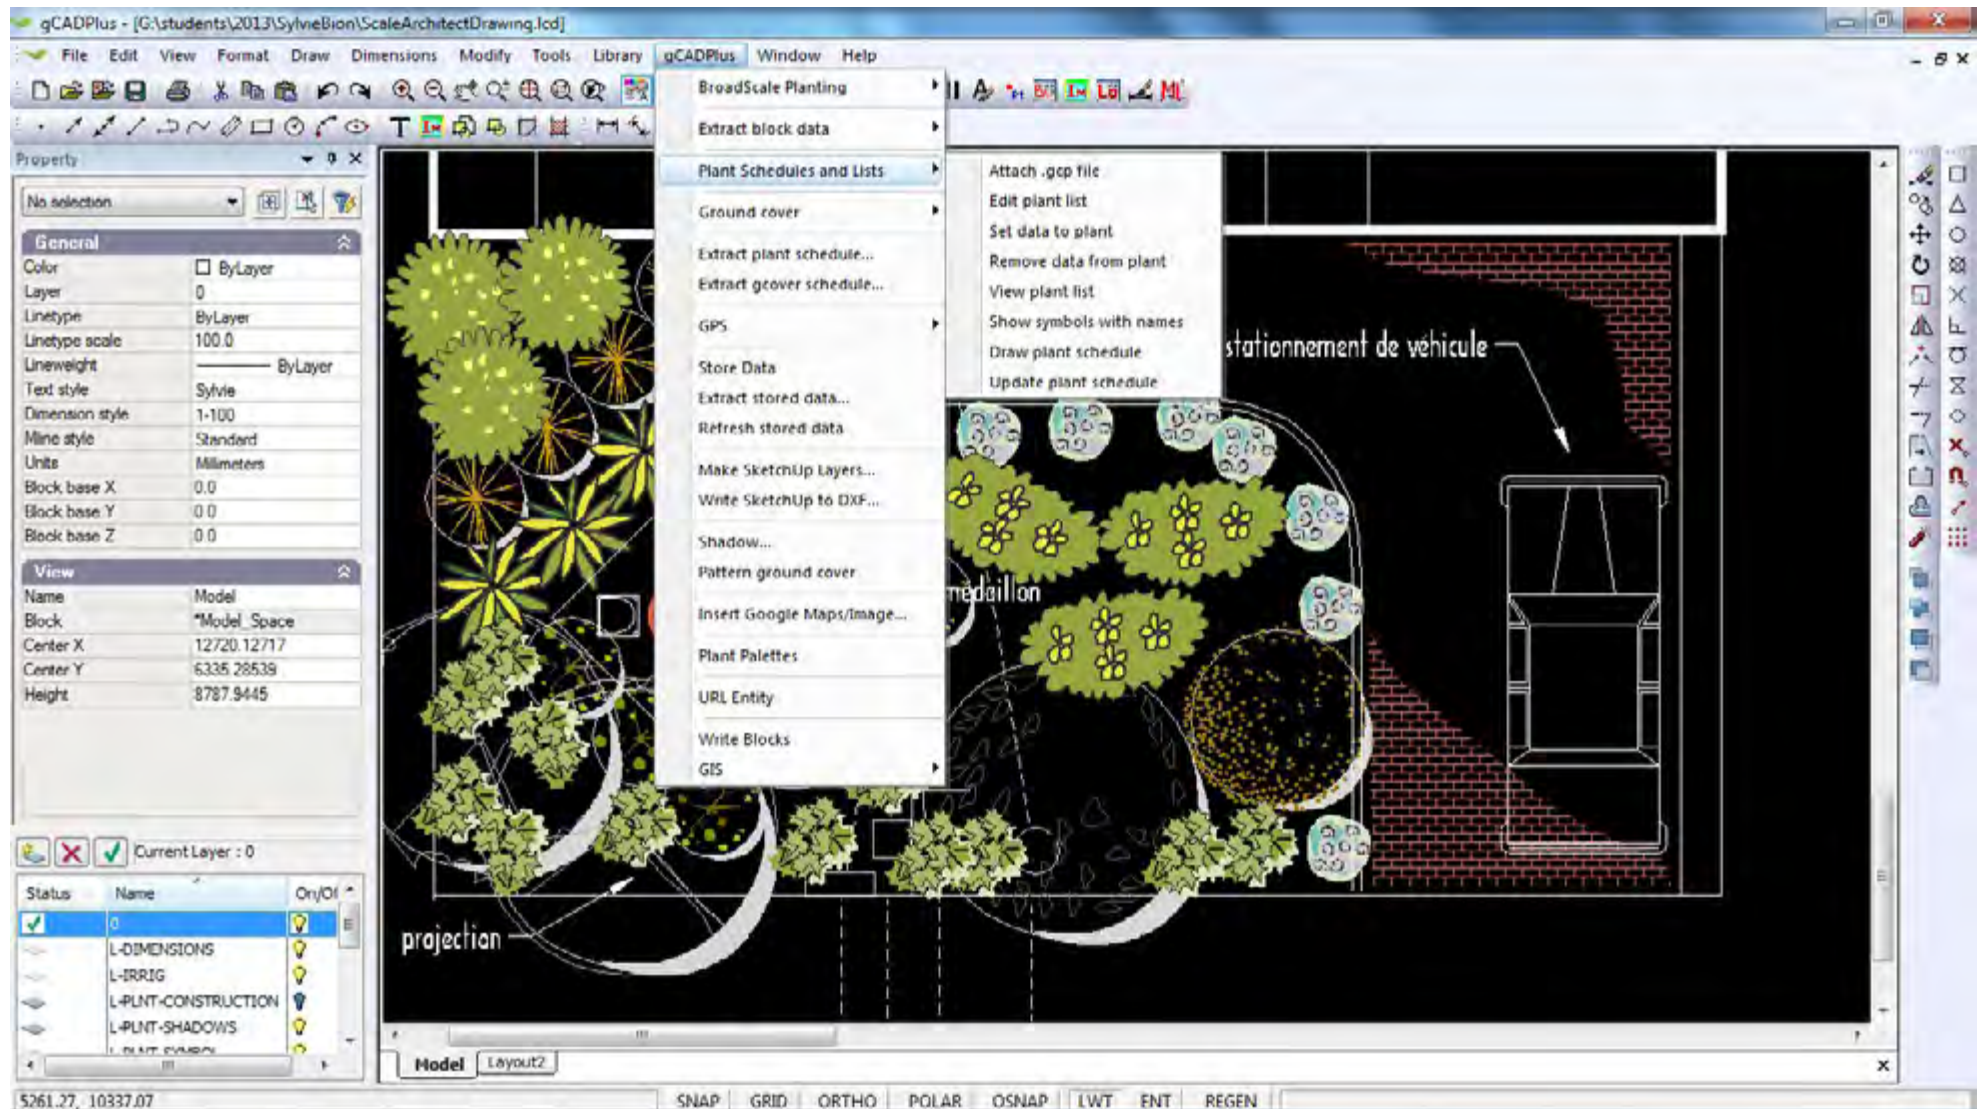 gCADPlus - [G:\students\2013\SylvieBion\ScaleArchitectDrawing.lcd]
File Edit View Format Draw Dimensions Modify Tools Library gCADPlus Window Help
Property
No selection
General
Color ByLayer
Layer 0
Linetype ByLayer
Linetype scale 100.0
Lineweight ByLayer
Text style Sylvie
Dimension style 1-100
Mline style Standard
Units Millimeters
Block base X 0.0
Block base Y 0.0
Block base Z 0.0
View
Name Model
Block *Model_Space
Center X 12720.12717
Center Y 6335.28539
Height 8787.9445
Current Layer : 0
Status Name On/Of
0
L-DIMENSIONS
L-IRRIG
L-PLNT-CONSTRUCTION
L-PLNT-SHADOWS
L-PLNT-SYMBOL
BroadScale Planting
Extract block data
Plant Schedules and Lists
Ground cover
Extract plant schedule...
Extract gcover schedule...
GPS
Store Data
Extract stored data...
Refresh stored data
Make SketchUp Layers...
Write SketchUp to DXF...
Shadow...
Pattern ground cover
Insert Google Maps/Image...
Plant Palettes
URL Entity
Write Blocks
GIS
Attach .gcp file
Edit plant list
Set data to plant
Remove data from plant
View plant list
Show symbols with names
Draw plant schedule
Update plant schedule
stationnement de véhicule
médaillon
projection
Model Layout2
5261.27, 10337.07 SNAP GRID ORTHO POLAR OSNAP LWT ENT REGEN